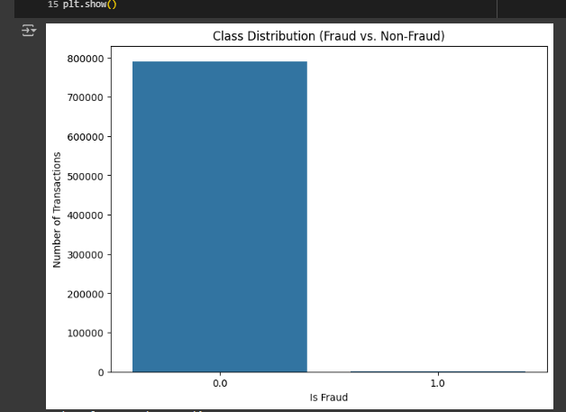 15 plt.show()
Class Distribution (Fraud vs. Non-Fraud)
800000
700000
600000
500000
400000
300000
200000
100000
0
Number of Transactions
0.0
1.0
Is Fraud